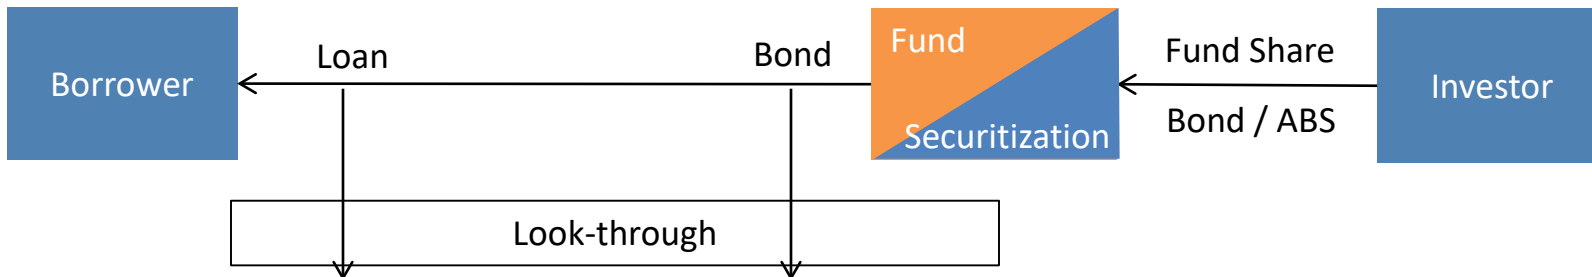 Borrower
Loan
Bond
Fund
Securitization
Fund Share
Bond / ABS
Investor
Look-through